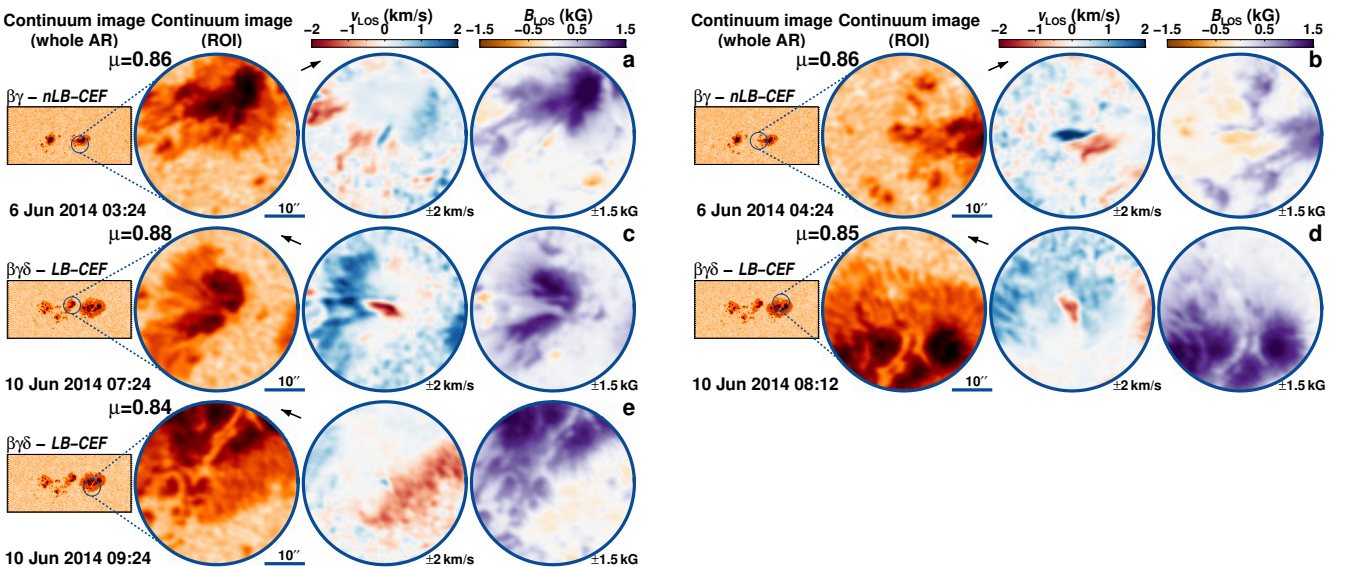 Continuum image (whole AR)
Continuum image (ROI)
v_LOS (km/s)
−2 −1 0 1 2
B_LOS (kG)
−1.5 −0.5 0.5 1.5
μ=0.86
a
βγ − nLB−CEF
6 Jun 2014 03:24
10″
±2 km/s
±1.5 kG
Continuum image (whole AR)
Continuum image (ROI)
v_LOS (km/s)
−2 −1 0 1 2
B_LOS (kG)
−1.5 −0.5 0.5 1.5
μ=0.86
b
βγ − nLB−CEF
6 Jun 2014 04:24
10″
±2 km/s
±1.5 kG
μ=0.88
c
βγδ − LB−CEF
10 Jun 2014 07:24
10″
±2 km/s
±1.5 kG
μ=0.85
d
βγδ − LB−CEF
10 Jun 2014 08:12
10″
±2 km/s
±1.5 kG
μ=0.84
e
βγδ − LB−CEF
10 Jun 2014 09:24
10″
±2 km/s
±1.5 kG